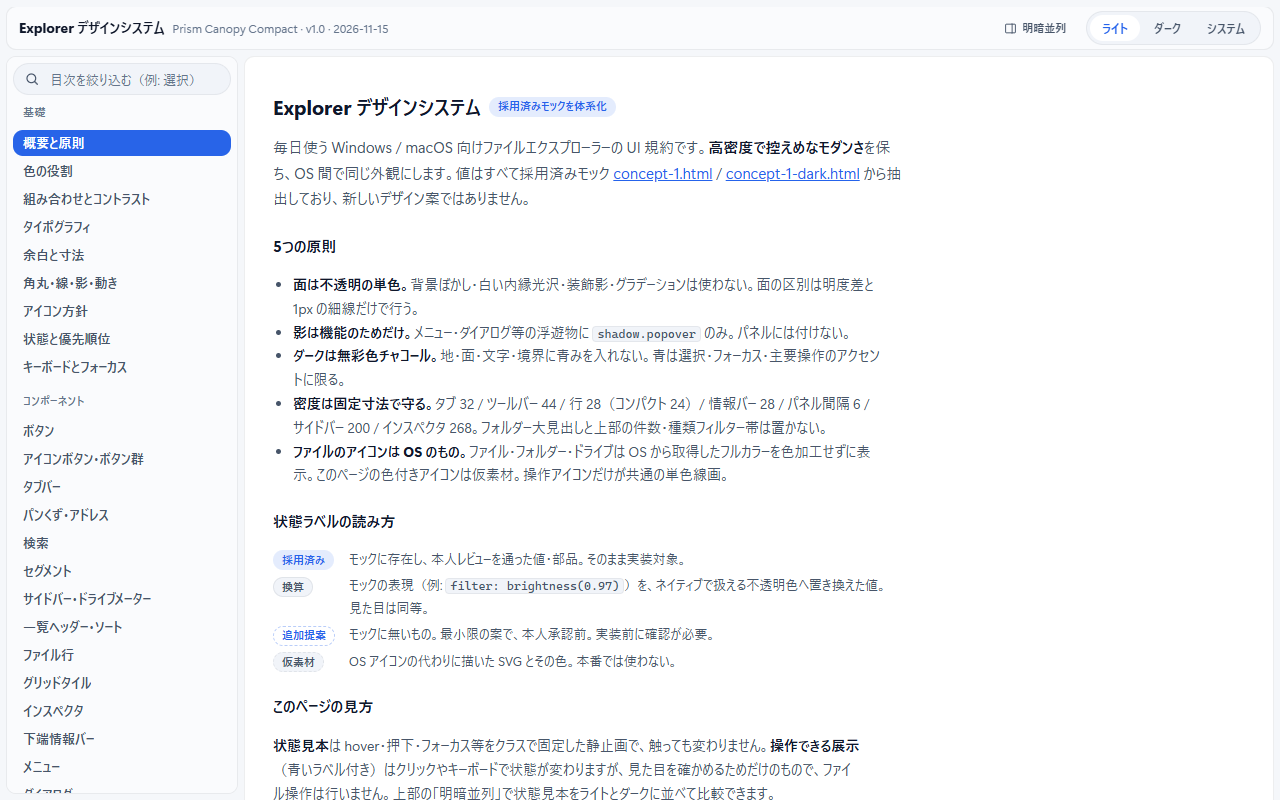 Explorer デザインシステム Prism Canopy Compact · v1.0 · 2026-11-15
明暗並列 ライト ダーク システム
目次を絞り込む（例: 選択）
基礎
概要と原則
色の役割
組み合わせとコントラスト
タイポグラフィ
余白と寸法
角丸・線・影・動き
アイコン方針
状態と優先順位
キーボードとフォーカス
コンポーネント
ボタン
アイコンボタン・ボタン群
タブバー
パンくず・アドレス
検索
セグメント
サイドバー・ドライブメーター
一覧ヘッダー・ソート
ファイル行
グリッドタイル
インスペクタ
下端情報バー
メニュー
ダイアログ
Explorer デザインシステム 採用済みモックを体系化
毎日使う Windows / macOS 向けファイルエクスプローラーの UI 規約です。高密度で控えめなモダンさを保
ち、OS 間で同じ外観にします。値はすべて採用済みモック concept-1.html / concept-1-dark.html から抽
出しており、新しいデザイン案ではありません。
5つの原則
• 面は不透明の単色。背景ぼかし・白い内縁光沢・装飾影・グラデーションは使わない。面の区別は明度差と
1px の細線だけで行う。
• 影は機能のためだけ。メニュー・ダイアログ等の浮遊物に shadow.popover のみ。パネルには付けない。
• ダークは無彩色チャコール。地・面・文字・境界に青みを入れない。青は選択・フォーカス・主要操作のアクセン
トに限る。
• 密度は固定寸法で守る。タブ 32 / ツールバー 44 / 行 28（コンパクト 24）/ 情報バー 28 / パネル間隔 6 /
サイドバー 200 / インスペクタ 268。フォルダー大見出しと上部の件数・種類フィルター帯は置かない。
• ファイルのアイコンは OS のもの。ファイル・フォルダー・ドライブは OS から取得したフルカラーを色加工せずに表
示。このページの色付きアイコンは仮素材。操作アイコンだけが共通の単色線画。
状態ラベルの読み方
採用済み モックに存在し、本人レビューを通った値・部品。そのまま実装対象。
換算 モックの表現（例: filter: brightness(0.97)）を、ネイティブで扱える不透明色へ置き換えた値。
見た目は同等。
追加提案 モックに無いもの。最小限の案で、本人承認前。実装前に確認が必要。
仮素材 OS アイコンの代わりに描いた SVG とその色。本番では使わない。
このページの見方
状態見本は hover・押下・フォーカス等をクラスで固定した静止画で、触っても変わりません。操作できる展示
（青いラベル付き）はクリックやキーボードで状態が変わりますが、見た目を確かめるためだけのもので、ファイ
ル操作は行いません。上部の「明暗並列」で状態見本をライトとダークに並べて比較できます。